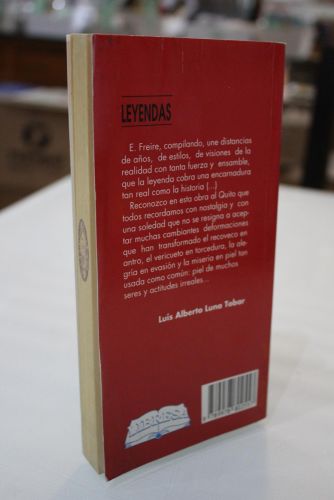 LEYENDAS
E. Freire, compilando, une distancias
de años, de estilos, de visiones de la
realidad con tanta fuerza y ensamble,
que la leyenda cobra una encarnadura
tan real como la historia (...)
Reconozco en esta obra al Quito que
todos recordamos con nostalgia y con
una soledad que no se resigna a acep-
tar muchas cambiantes deformaciones
que han transformado el recoveco en
antro, el vericueto en torcedura, la ale-
gría en evasión y la miseria en piel tan
usada como común: piel de muchos
seres y actitudes irreales...
Luis Alberto Luna Tobar
LIBRESA